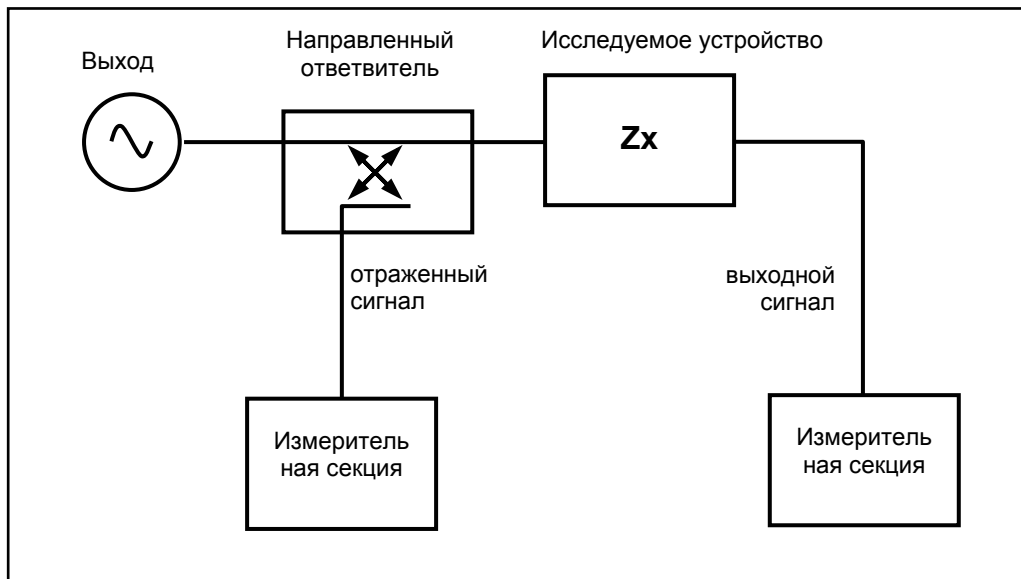 Выход
Направленный
ответвитель
Исследуемое устройство
Zx
отраженный
сигнал
выходной
сигнал
Измеритель
ная секция
Измеритель
ная секция